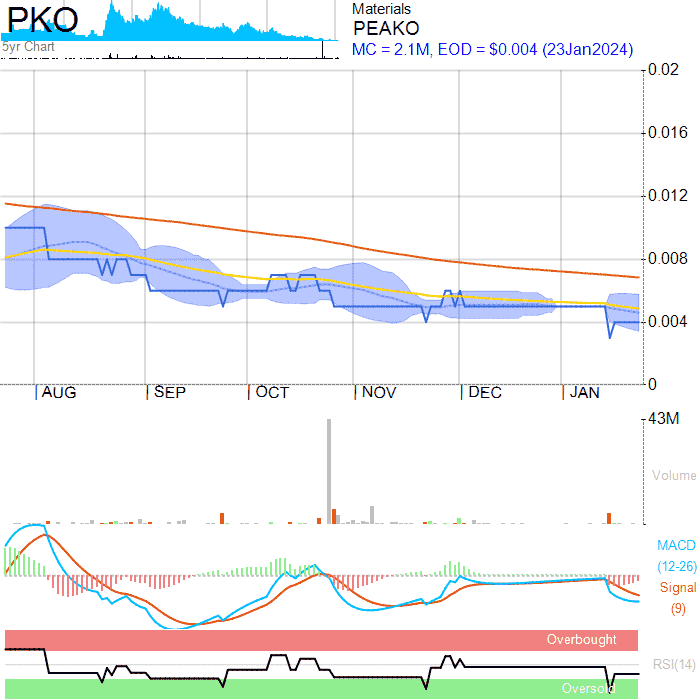 PKO
5yr Chart
Materials
PEAKO
MC = 2.1M, EOD = $0.004 (23Jan2024)
0.02
0.016
0.012
0.008
0.004
0
AUG SEP OCT NOV DEC JAN
43M
Volume
MACD
(12-26)
Signal
(9)
Overbought
RSI(14)
Oversold